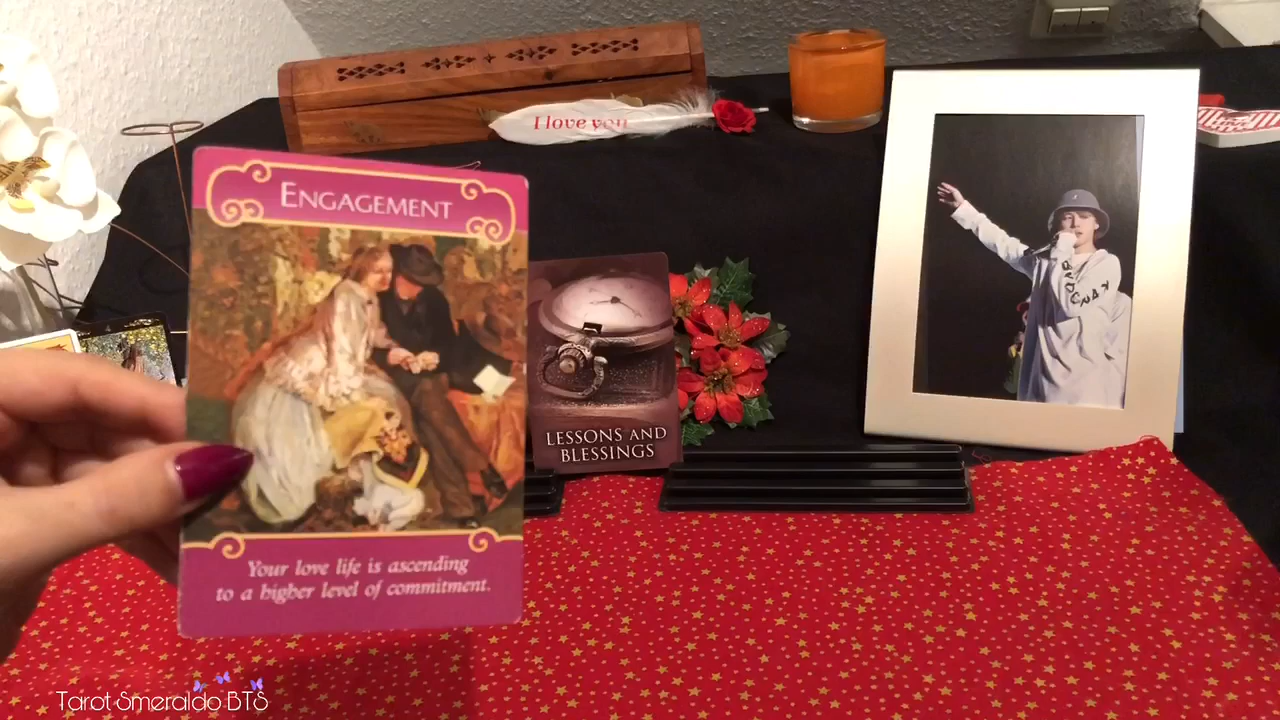 I love you
ENGAGEMENT
LESSONS AND
BLESSINGS
Your love life is ascending
to a higher level of commitment.
Tarot Smeraldo BTS